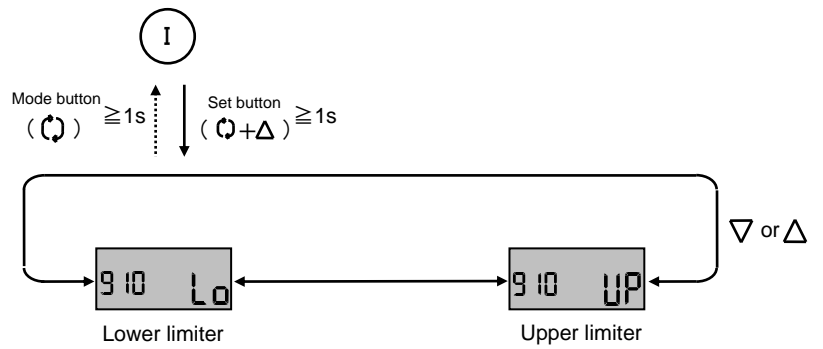 I
Mode button
( ) ≧1s
Set button
( +△ ) ≧1s
▽ or △
910 Lo
910 UP
Lower limiter
Upper limiter